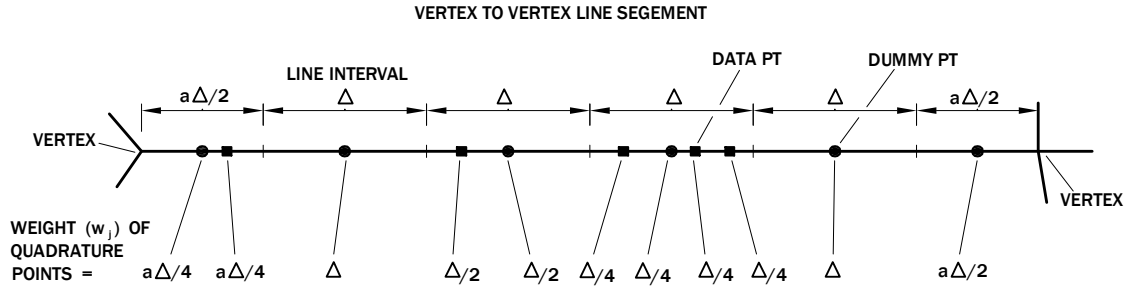 VERTEX TO VERTEX LINE SEGEMENT
DATA PT
DUMMY PT
LINE INTERVAL
aΔ/2 Δ Δ Δ Δ aΔ/2
VERTEX
VERTEX
WEIGHT (wj) OF
QUADRATURE
POINTS = aΔ/4 aΔ/4 Δ Δ/2 Δ/2 Δ/4 Δ/4 Δ/4 Δ/4 Δ aΔ/2